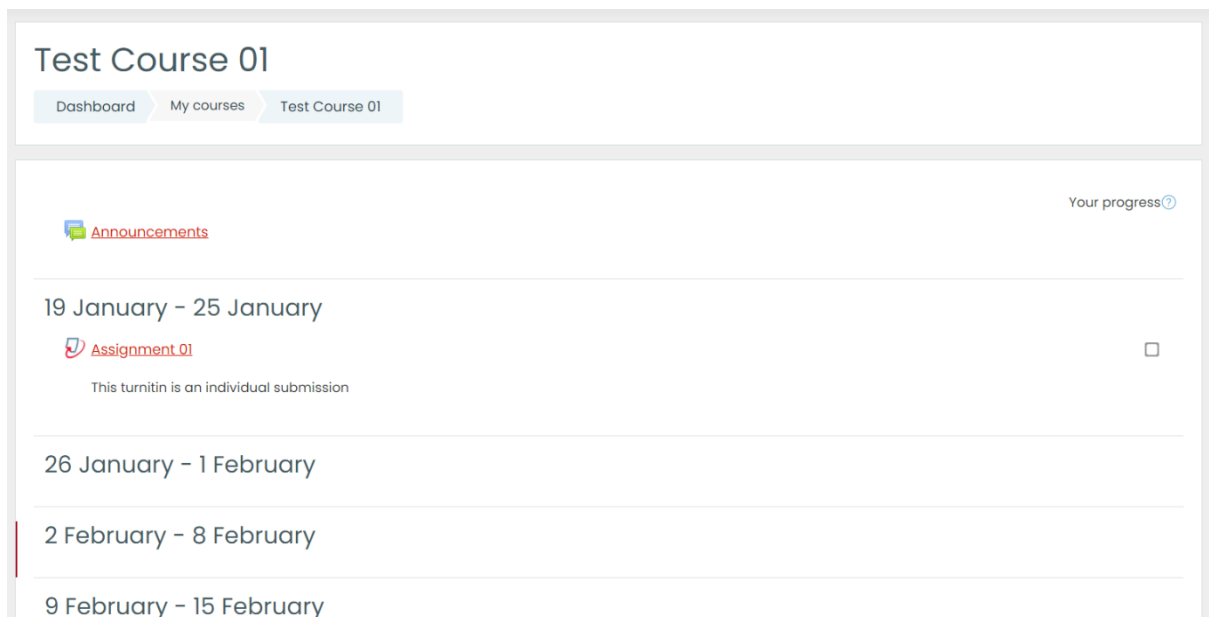 Test Course 01
Dashboard My courses Test Course 01
Your progress
Announcements
19 January - 25 January
Assignment 01
This turnitin is an individual submission
26 January - 1 February
2 February - 8 February
9 February - 15 February